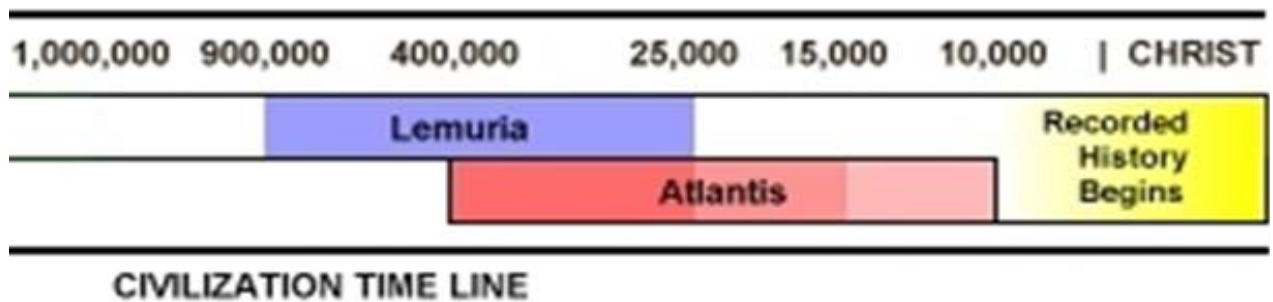 1,000,000 900,000 400,000 25,000 15,000 10,000 | CHRIST
Lemuria
Recorded
History
Begins
Atlantis
CIVILIZATION TIME LINE